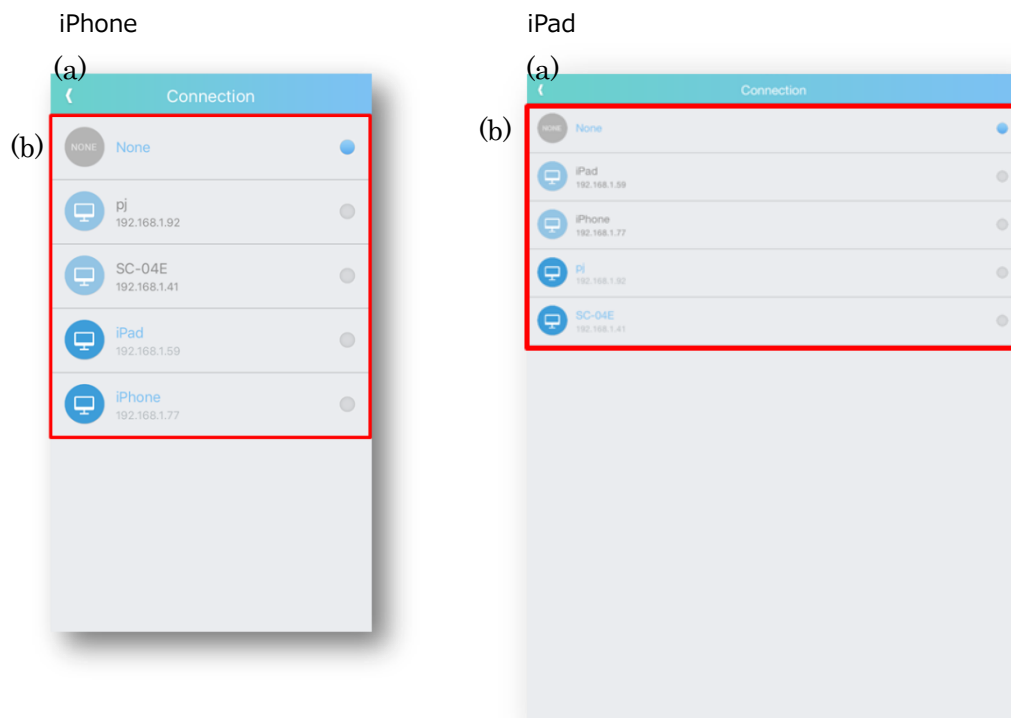 iPhone
(a)
Connection
(b)
NONE
None
pj
192.168.1.92
SC-04E
192.168.1.41
iPad
192.168.1.59
iPhone
192.168.1.77
iPad
(a)
Connection
(b)
NONE
None
iPad
192.168.1.59
iPhone
192.168.1.77
pj
192.168.1.92
SC-04E
192.168.1.41